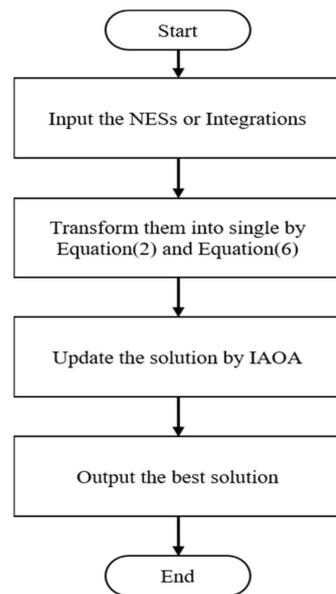 Start
Input the NESs or Integrations
Transform them into single by
Equation(2) and Equation(6)
Update the solution by IAOA
Output the best solution
End